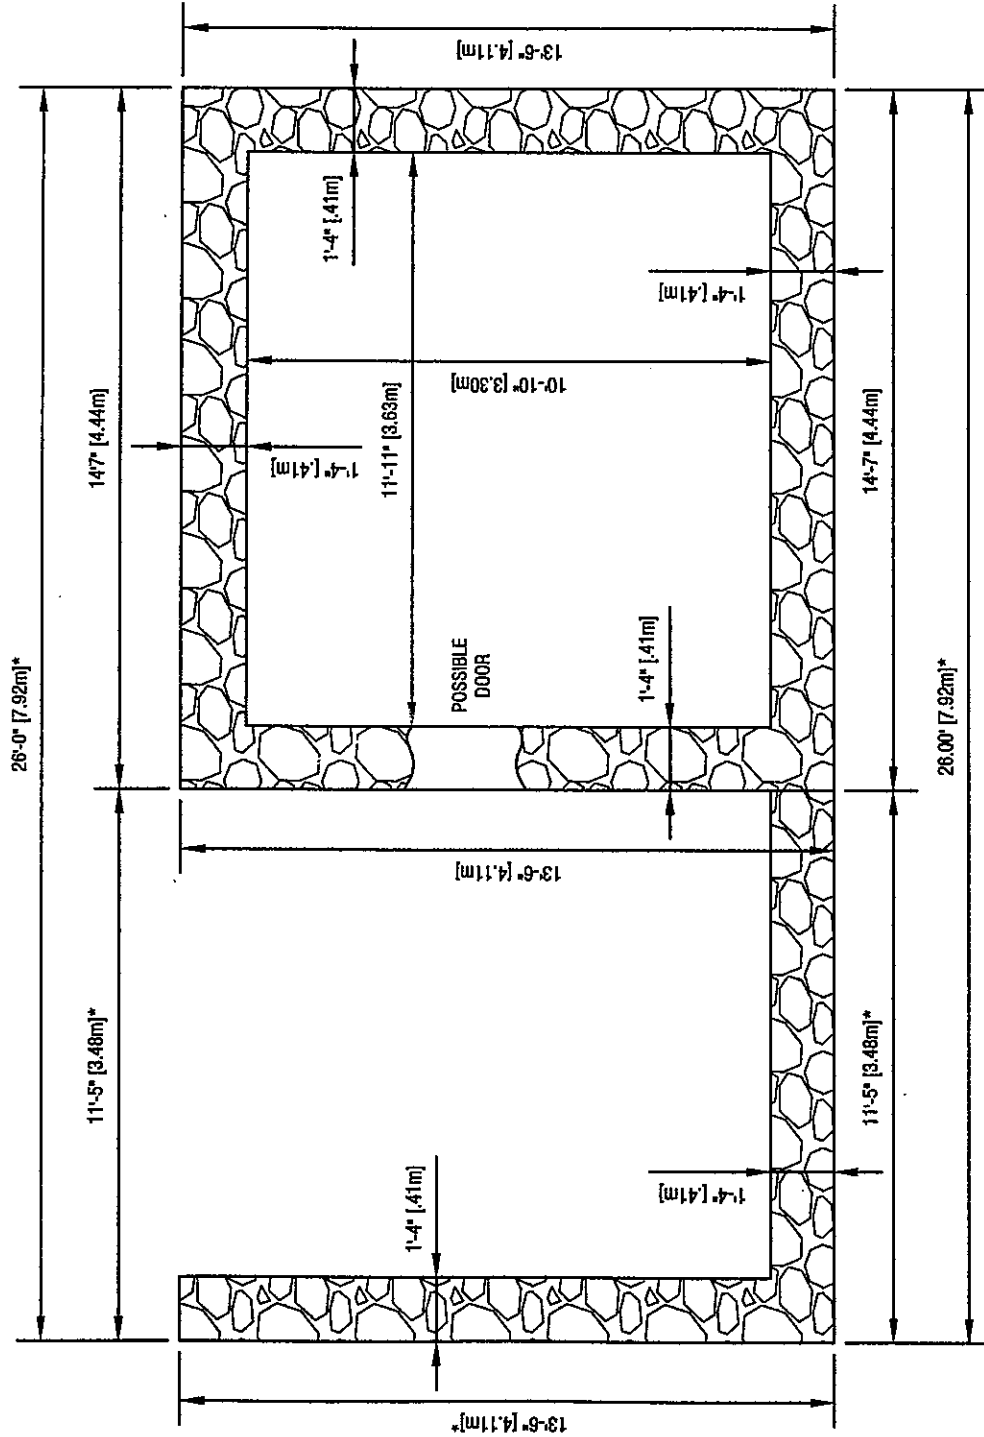 26'-0" [7.92m]*
11'-5" [3.48m]*
14'7" [4.44m]
13'-6" [4.11m]*
13'-6" [4.11m]
13'-6" [4.11m]
1'-4" [.41m]
1'-4" [.41m]
1'-4" [.41m]
11'-11" [3.63m]
10'-10" [3.30m]
POSSIBLE
DOOR
1'-4" [.41m]
1'-4" [.41m]
1'-4" [.41m]
11'-5" [3.48m]*
14'-7" [4.44m]
26.00' [7.92m]*